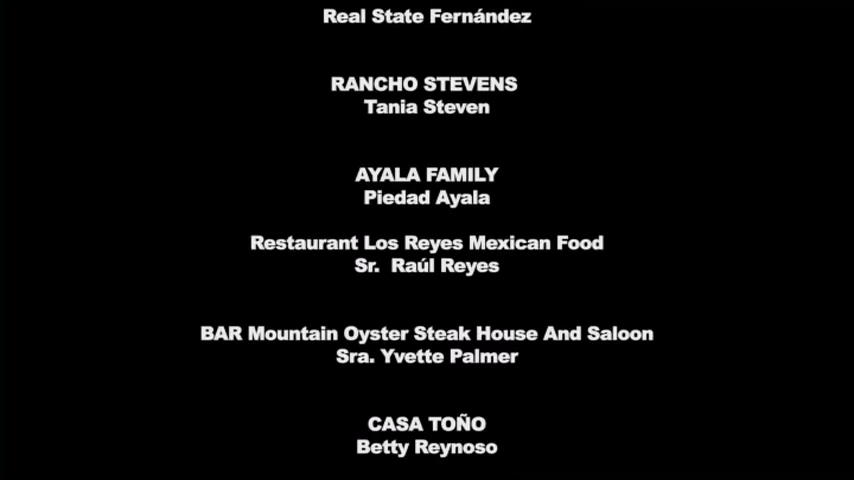 Real State Fernández
RANCHO STEVENS
Tania Steven
AYALA FAMILY
Piedad Ayala
Restaurant Los Reyes Mexican Food
Sr. Raúl Reyes
BAR Mountain Oyster Steak House And Saloon
Sra. Yvette Palmer
CASA TOÑO
Betty Reynoso